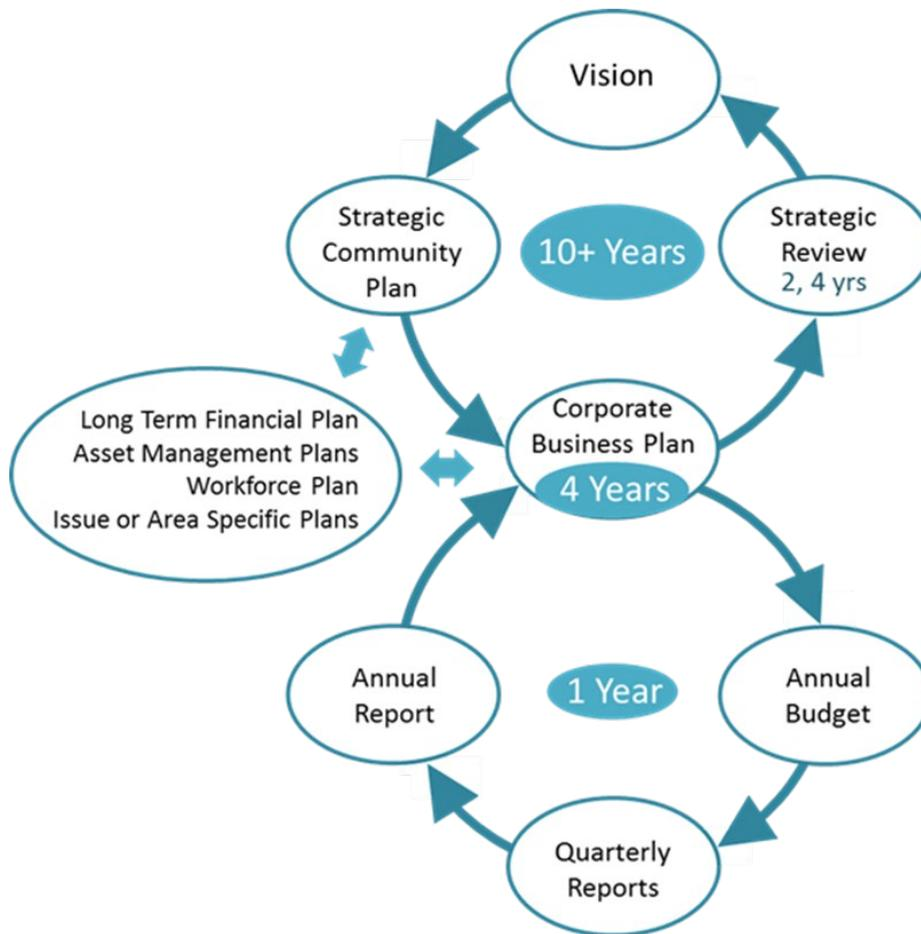 Vision
Strategic
Community
Plan
10+ Years
Strategic
Review
2, 4 yrs
Long Term Financial Plan
Asset Management Plans
Workforce Plan
Issue or Area Specific Plans
Corporate
Business Plan
4 Years
Annual
Report
1 Year
Annual
Budget
Quarterly
Reports